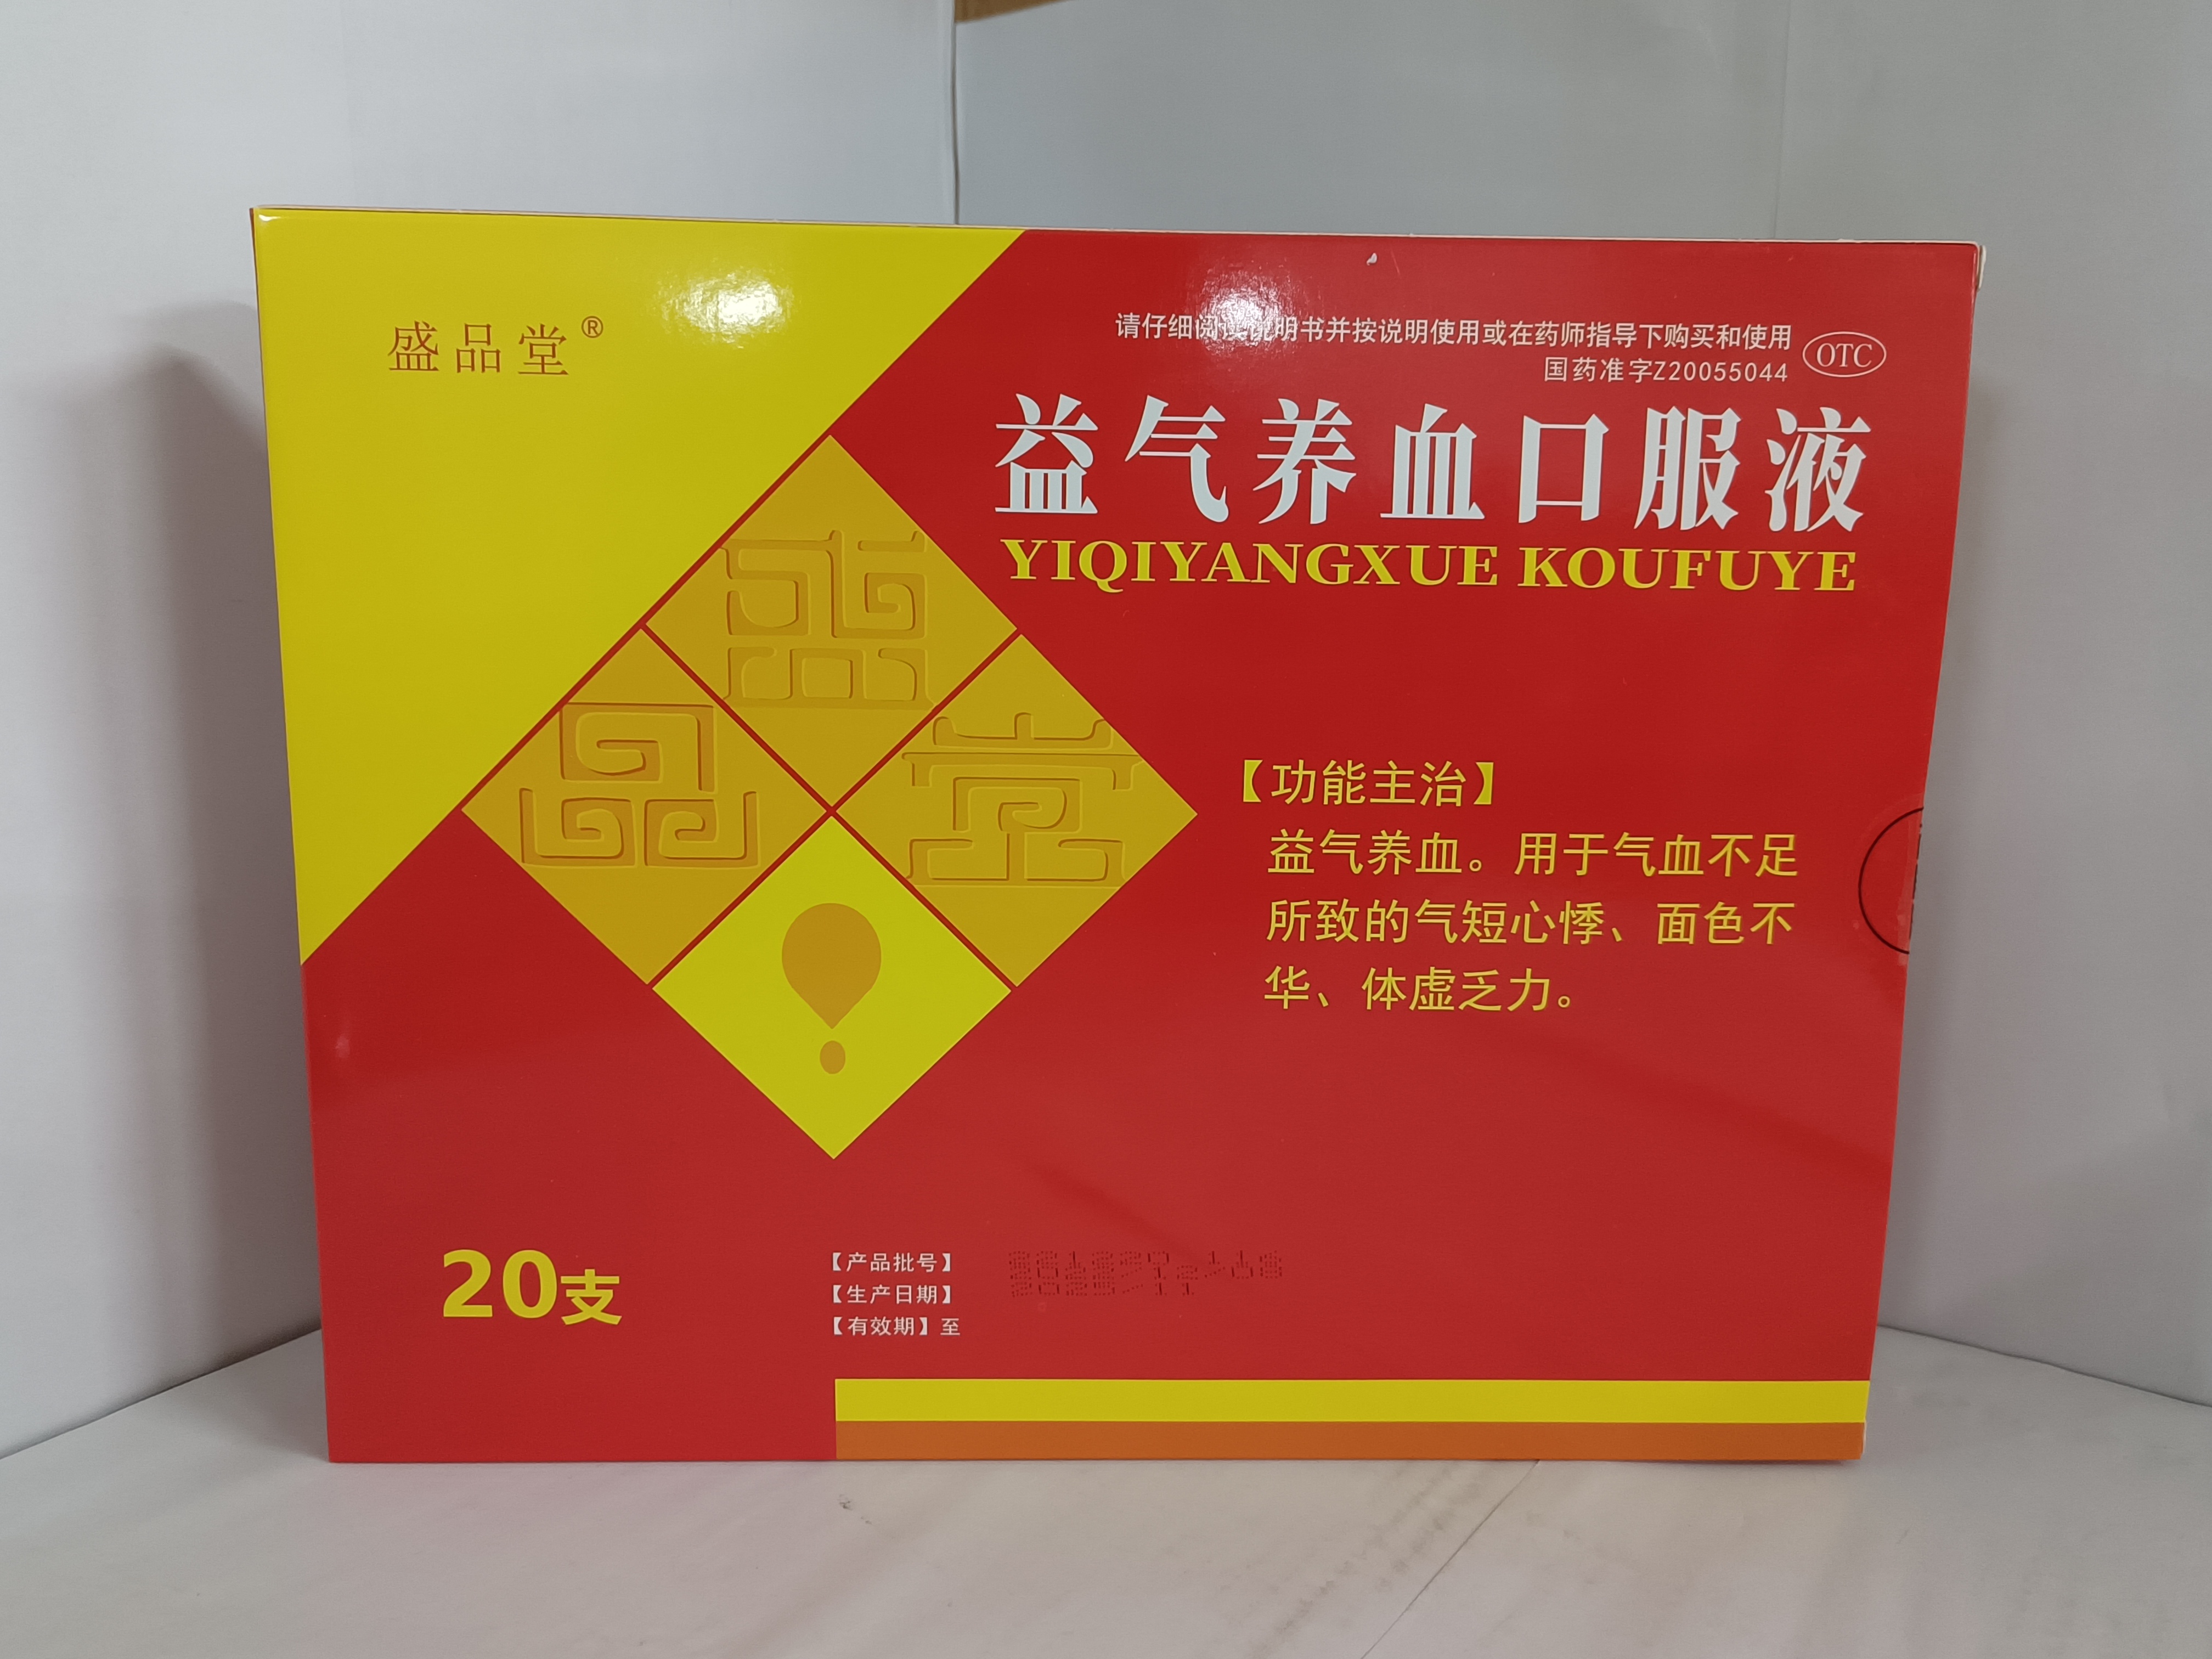 盛品堂®
请仔细阅读说明书并按说明使用或在药师指导下购买和使用
国药准字Z20055044
OTC
益气养血口服液
YIQIYANGXUE KOUFUYE
盛
品
堂
【功能主治】
益气养血。用于气血不足
所致的气短心悸、面色不
华、体虚乏力。
20支
【产品批号】
【生产日期】
【有效期】至